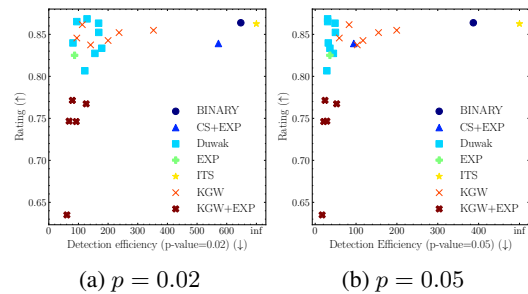 Rating (↑)
0.85
0.80
0.75
0.70
0.65
BINARY
CS+EXP
Duwak
EXP
ITS
KGW
KGW+EXP
0 100 200 300 400 500 600 inf
Detection efficiency (p-value=0.02) (↓)
(a) p = 0.02
Rating (↑)
0.85
0.80
0.75
0.70
0.65
BINARY
CS+EXP
Duwak
EXP
ITS
KGW
KGW+EXP
0 100 200 300 400 inf
Detection Efficiency (p-value=0.05) (↓)
(b) p = 0.05